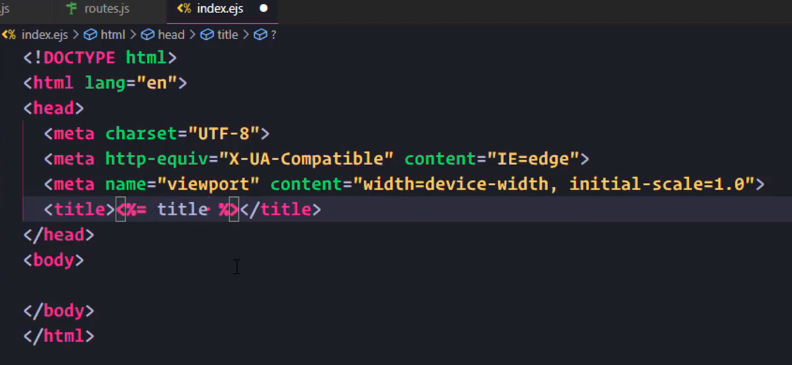 .js routes.js index.ejs
index.ejs > html > head > title > ?
<!DOCTYPE html>
<html lang="en">
<head>
<meta charset="UTF-8">
<meta http-equiv="X-UA-Compatible" content="IE=edge">
<meta name="viewport" content="width=device-width, initial-scale=1.0">
<title><%= title %></title>
</head>
<body>
</body>
</html>